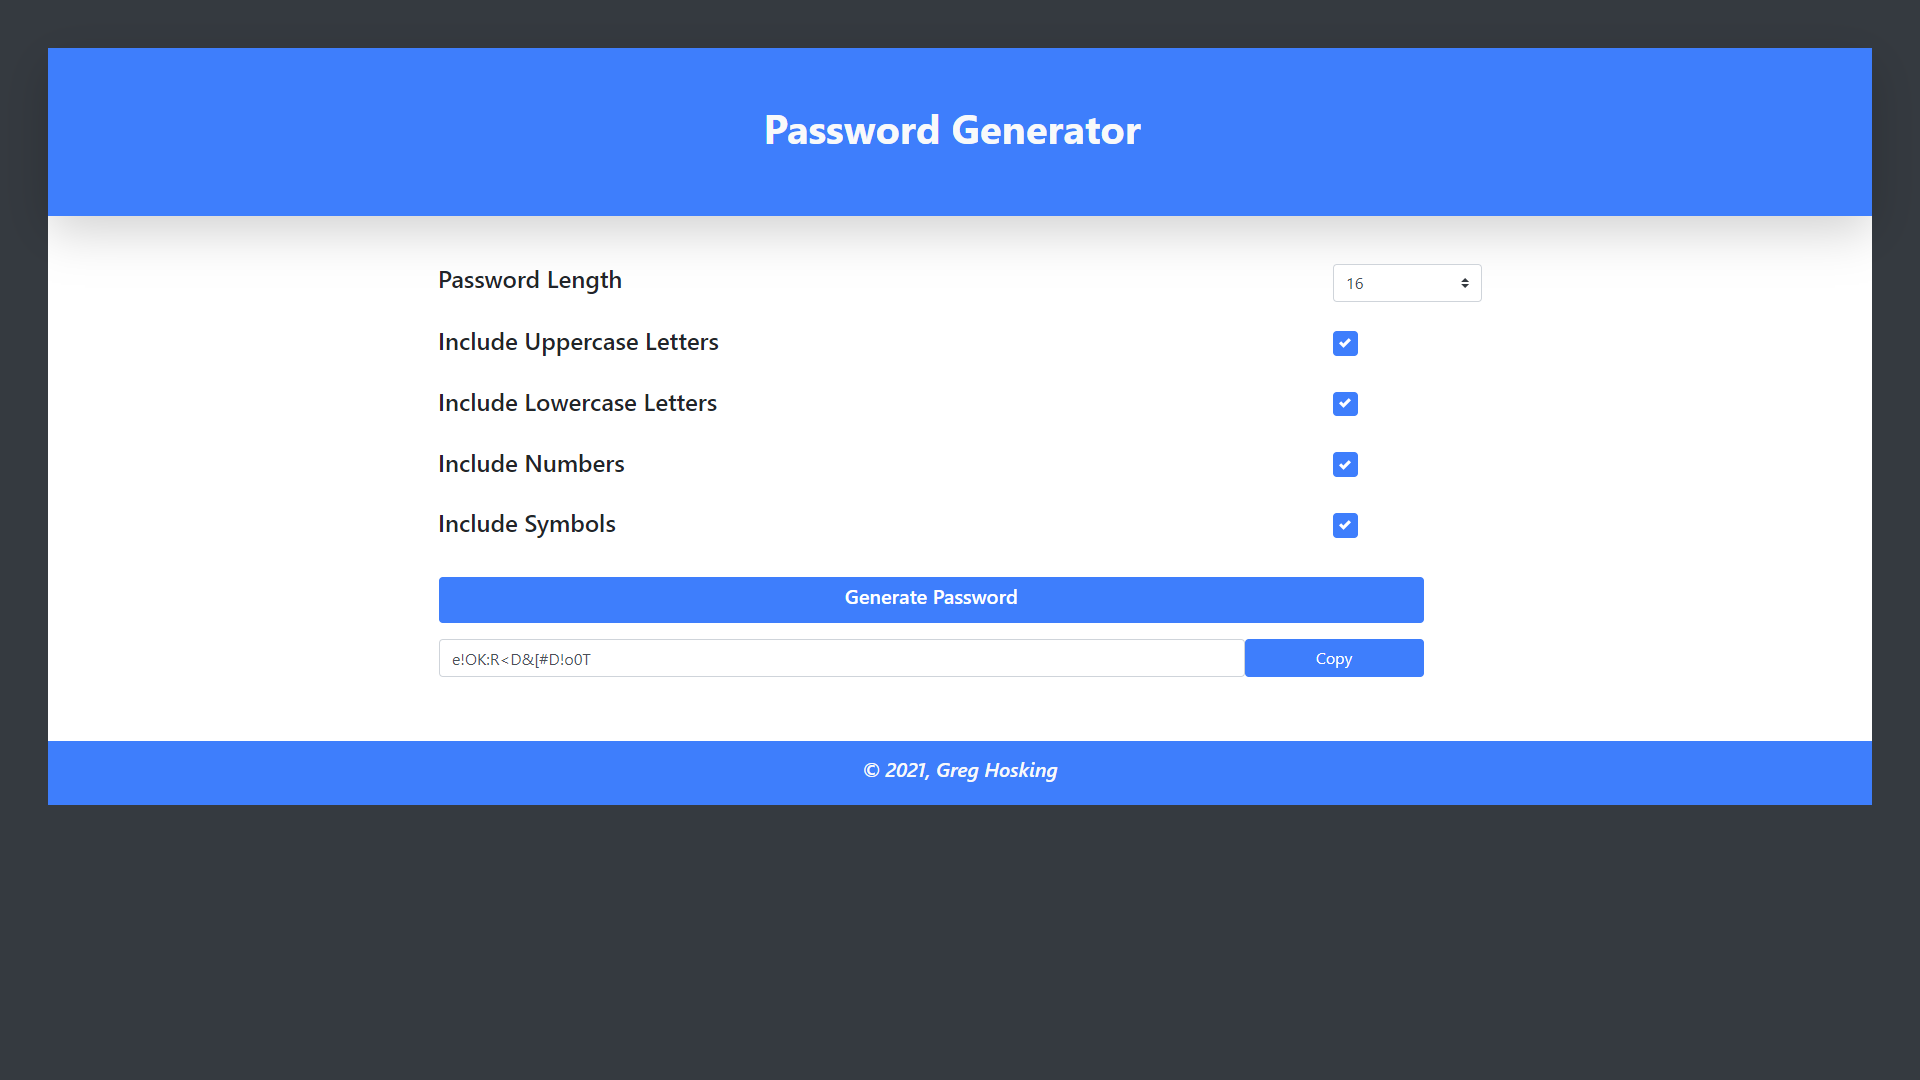 Password Generator
Password Length
16
Include Uppercase Letters
Include Lowercase Letters
Include Numbers
Include Symbols
Generate Password
e!OK:R<D&[#D!o0T
Copy
© 2021, Greg Hosking